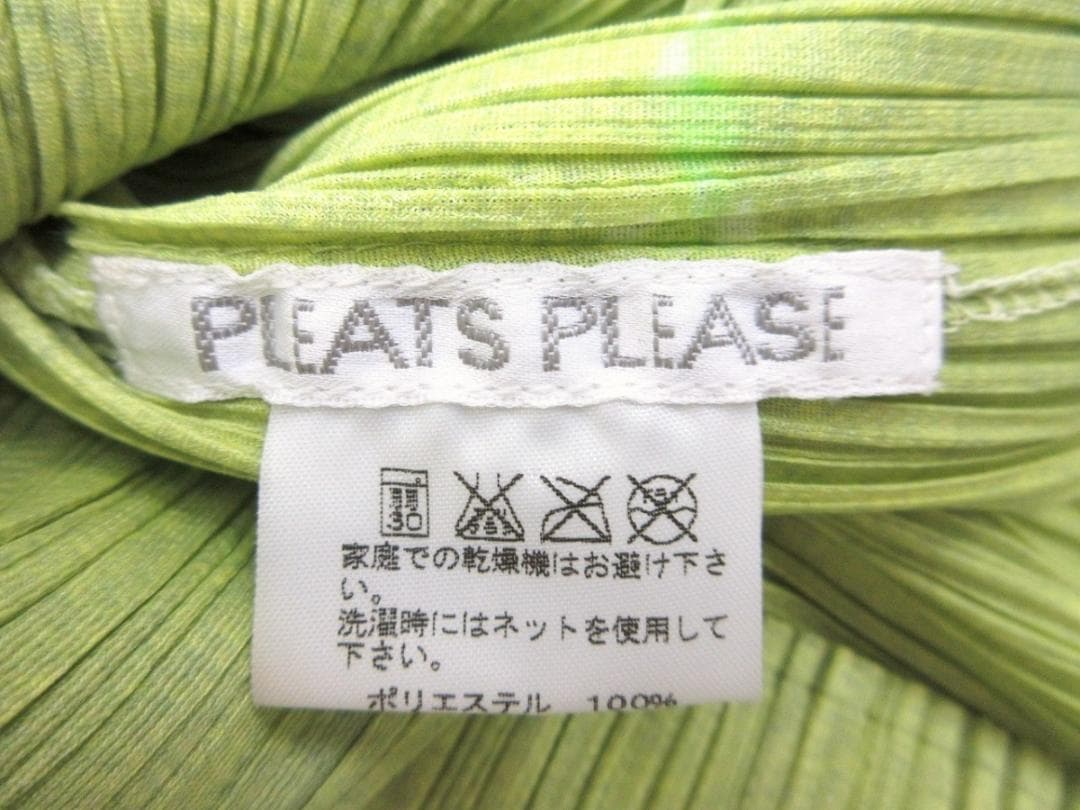 PLEATS PLEASE
30
家庭での乾燥機はお避け下さ
い。
洗濯時にはネットを使用して
下さい。
ポリエステル 100%